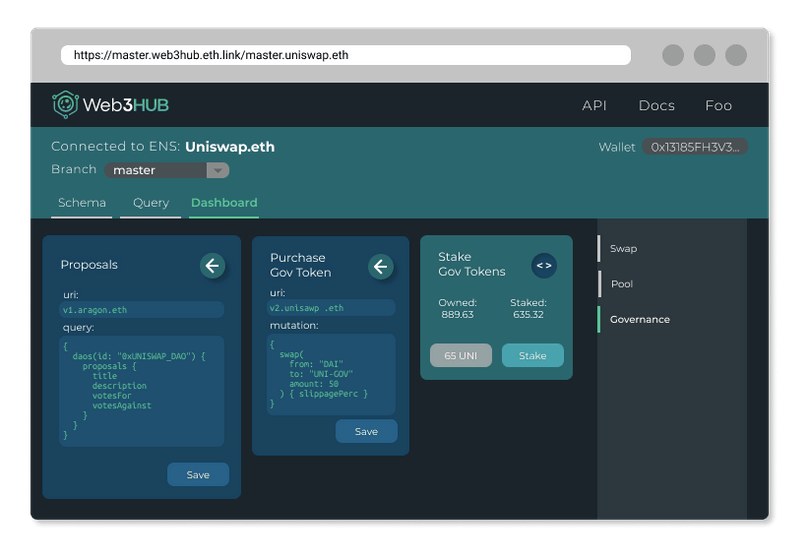 https://master.web3hub.eth.link/master.uniswap.eth
Web3HUB
API Docs Foo
Connected to ENS: Uniswap.eth
Wallet 0x13185FH3V3...
Branch master
Schema Query Dashboard
Proposals
uri:
v1.aragon.eth
query:
{
daos(id: "0xUNISWAP_DAO") {
proposals {
title
description
votesFor
votesAgainst
}
}
}
Save
Purchase
Gov Token
uri:
v2.unisawp .eth
mutation:
{
swap(
from: "DAI"
to: "UNI-GOV"
amount: 50
) { slippagePerc }
}
Save
Stake
Gov Tokens
< >
Owned: Staked:
889.63 635.32
65 UNI Stake
Swap
Pool
Governance